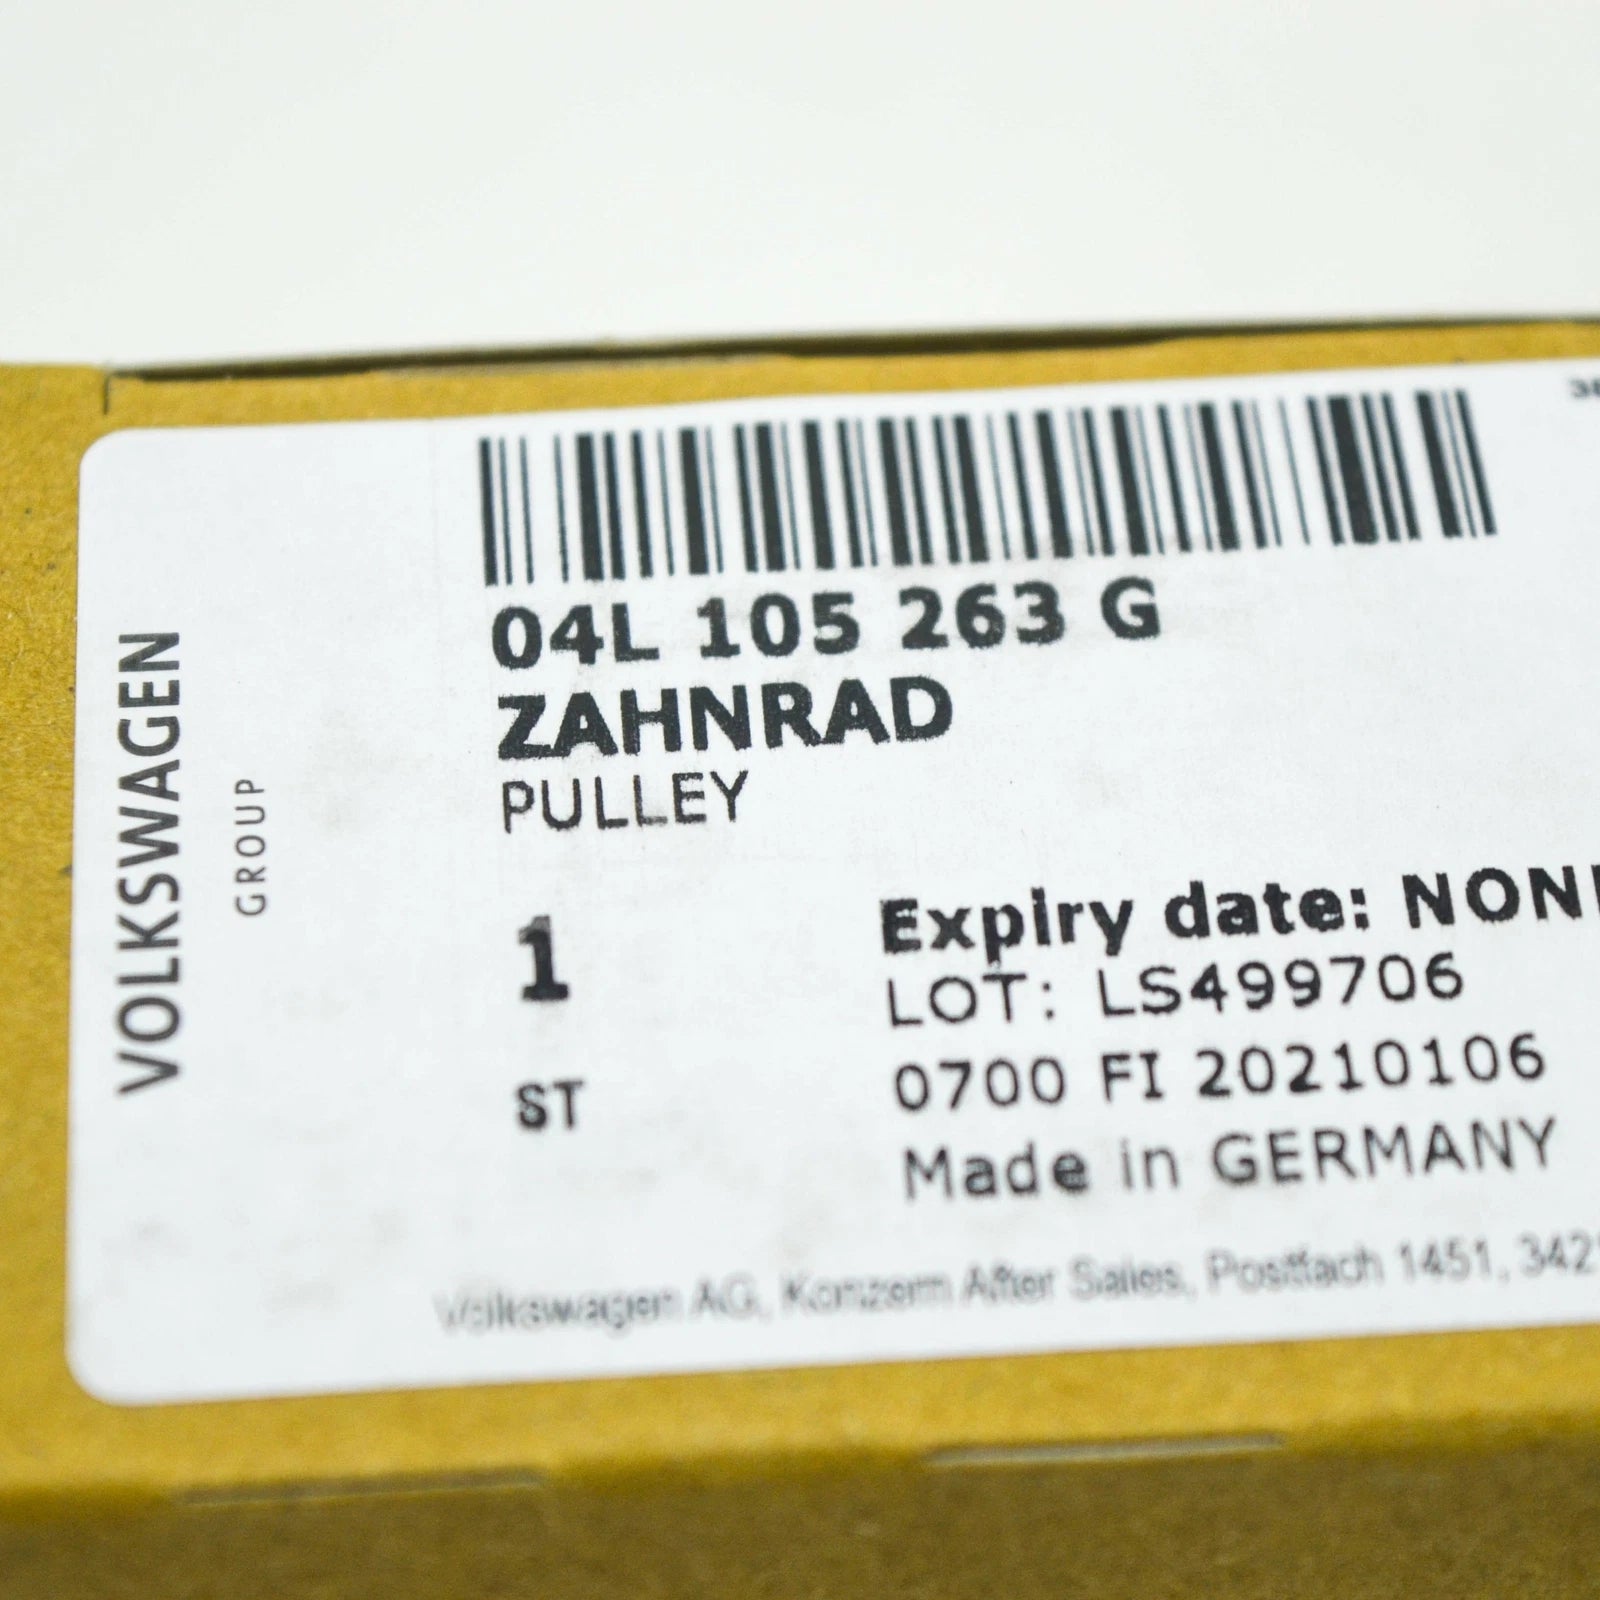 VOLKSWAGEN
GROUP
04L 105 263 G
ZAHNRAD
PULLEY
1
ST
Expiry date: NON
LOT: LS499706
0700 FI 20210106
Made in GERMANY
Volkswagen AG, Konzern After Sales, Postfach 1451, 342